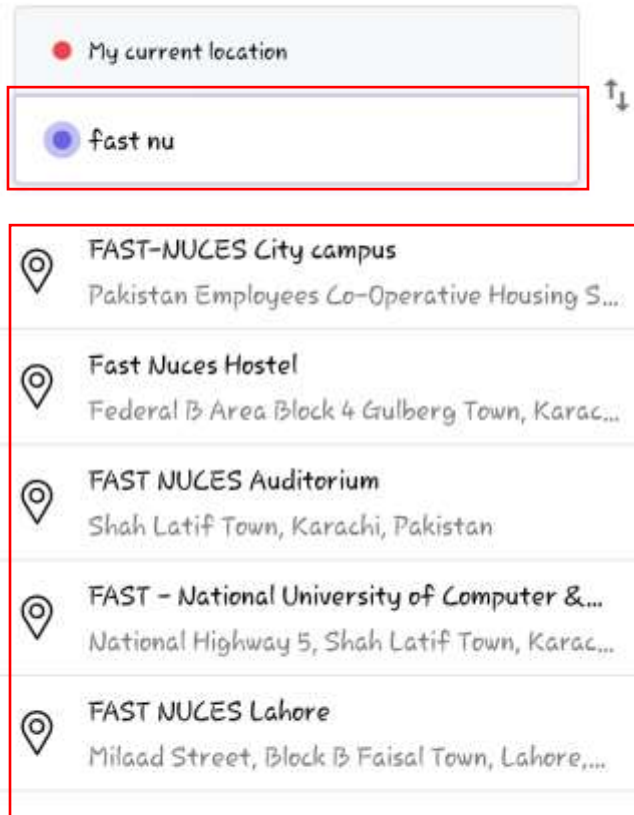 My current location
fast nu
FAST-NUCES City campus
Pakistan Employees Co-Operative Housing S...
Fast Nuces Hostel
Federal B Area Block 4 Gulberg Town, Karac...
FAST NUCES Auditorium
Shah Latif Town, Karachi, Pakistan
FAST - National University of Computer &...
National Highway 5, Shah Latif Town, Karac...
FAST NUCES Lahore
Milaad Street, Block B Faisal Town, Lahore,...